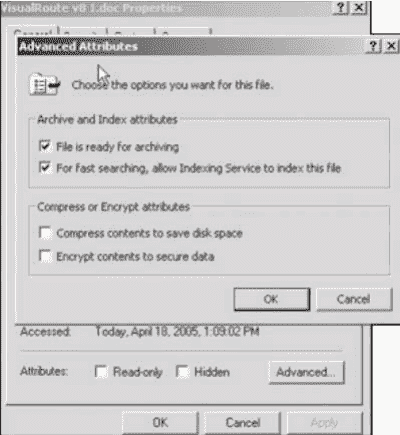 VisualRoute v8 1.doc Properties
Advanced Attributes
Choose the options you want for this file.
Archive and Index attributes
File is ready for archiving
For fast searching, allow Indexing Service to index this file
Compress or Encrypt attributes
Compress contents to save disk space
Encrypt contents to secure data
OK Cancel
Accessed: Today, April 18, 2005, 1:09:02 PM
Attributes: Read-only Hidden Advanced...
OK Cancel Apply